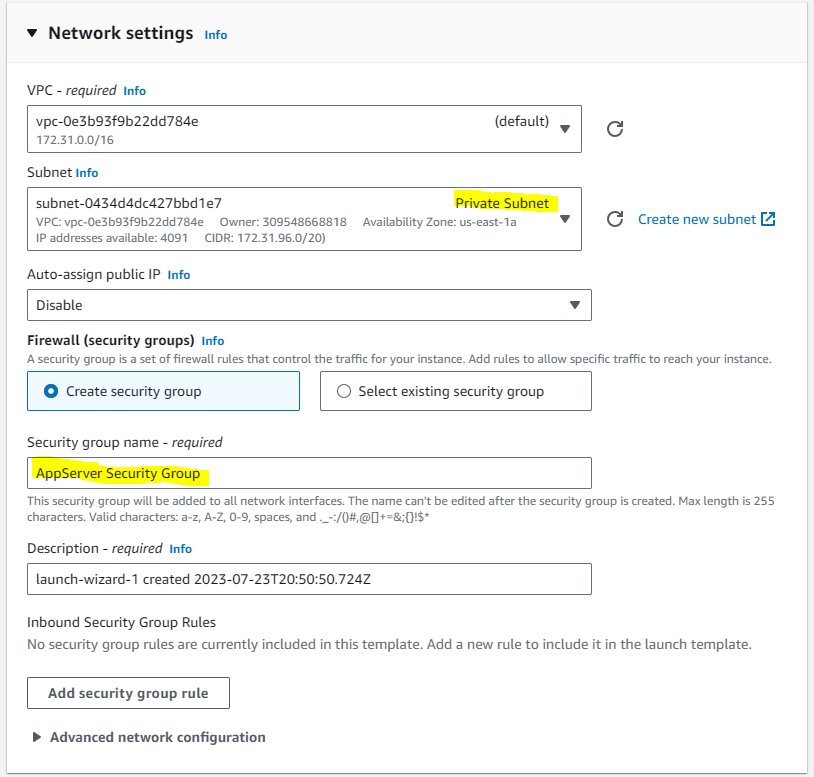 Network settings Info
VPC - required Info
vpc-0e3b93f9b22dd784e (default)
172.31.0.0/16
Subnet Info
subnet-0434d4dc427bbd1e7 Private Subnet
VPC: vpc-0e3b93f9b22dd784e Owner: 309548668818 Availability Zone: us-east-1a
IP addresses available: 4091 CIDR: 172.31.96.0/20)
Create new subnet
Auto-assign public IP Info
Disable
Firewall (security groups) Info
A security group is a set of firewall rules that control the traffic for your instance. Add rules to allow specific traffic to reach your instance.
Create security group Select existing security group
Security group name - required
AppServer Security Group
This security group will be added to all network interfaces. The name can't be edited after the security group is created. Max length is 255
characters. Valid characters: a-z, A-Z, 0-9, spaces, and ._-:/()#,@[]+=&;{}!$*
Description - required Info
launch-wizard-1 created 2023-07-23T20:50:50.724Z
Inbound Security Group Rules
No security group rules are currently included in this template. Add a new rule to include it in the launch template.
Add security group rule
Advanced network configuration